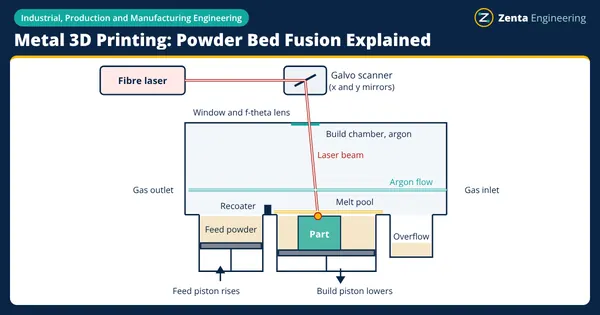 Industrial, Production and Manufacturing Engineering
Zenta Engineering
Metal 3D Printing: Powder Bed Fusion Explained
Fibre laser
Galvo scanner
(x and y mirrors)
Window and f-theta lens
Build chamber, argon
Laser beam
Argon flow
Gas outlet
Gas inlet
Recoater
Melt pool
Feed powder
Part
Overflow
Feed piston rises
Build piston lowers